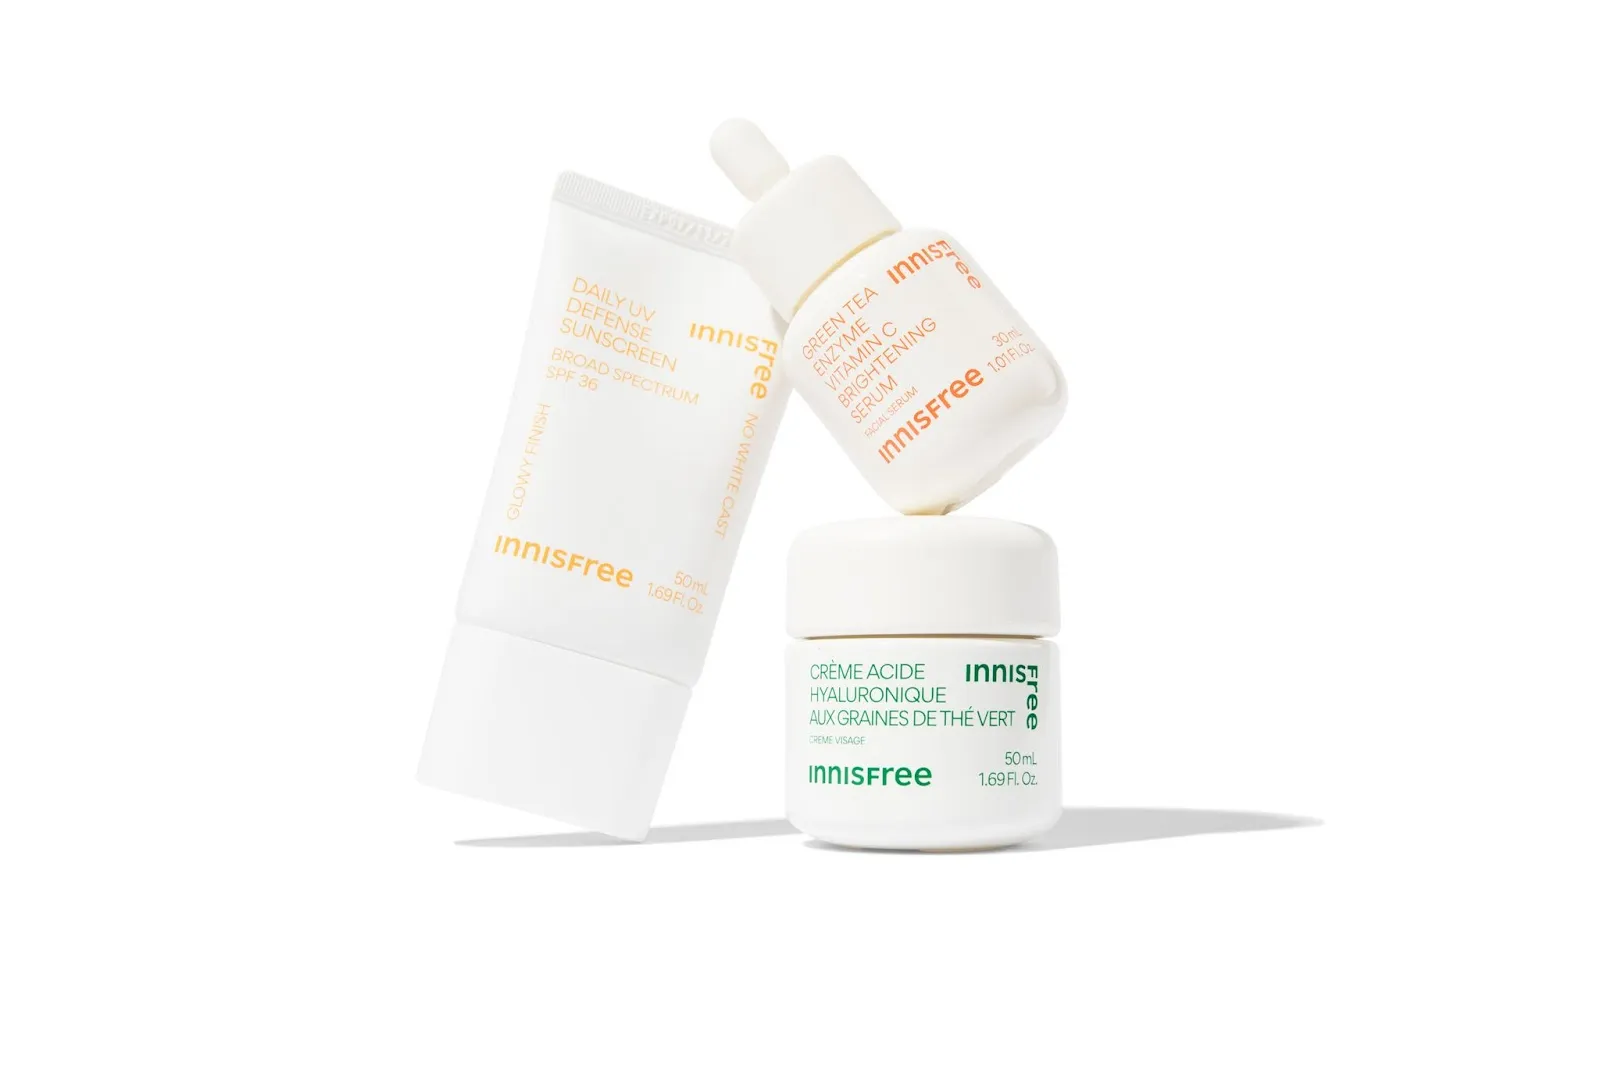 DAILY UV
DEFENSE
SUNSCREEN
BROAD SPECTRUM
SPF 36
INNISFree
GLOWY FINISH
NO WHITE CAST
INNISFree
50 mL
1.69 Fl. Oz.
GREEN TEA
ENZYME
VITAMIN C
BRIGHTENING
SERUM
FACIAL SERUM
INNISFree
INNISFree
30 mL
1.01 Fl. Oz.
CRÈME ACIDE
HYALURONIQUE
AUX GRAINES DE THÉ VERT
CRÈME VISAGE
INNISFree
INNISFree
50 mL
1.69 Fl. Oz.